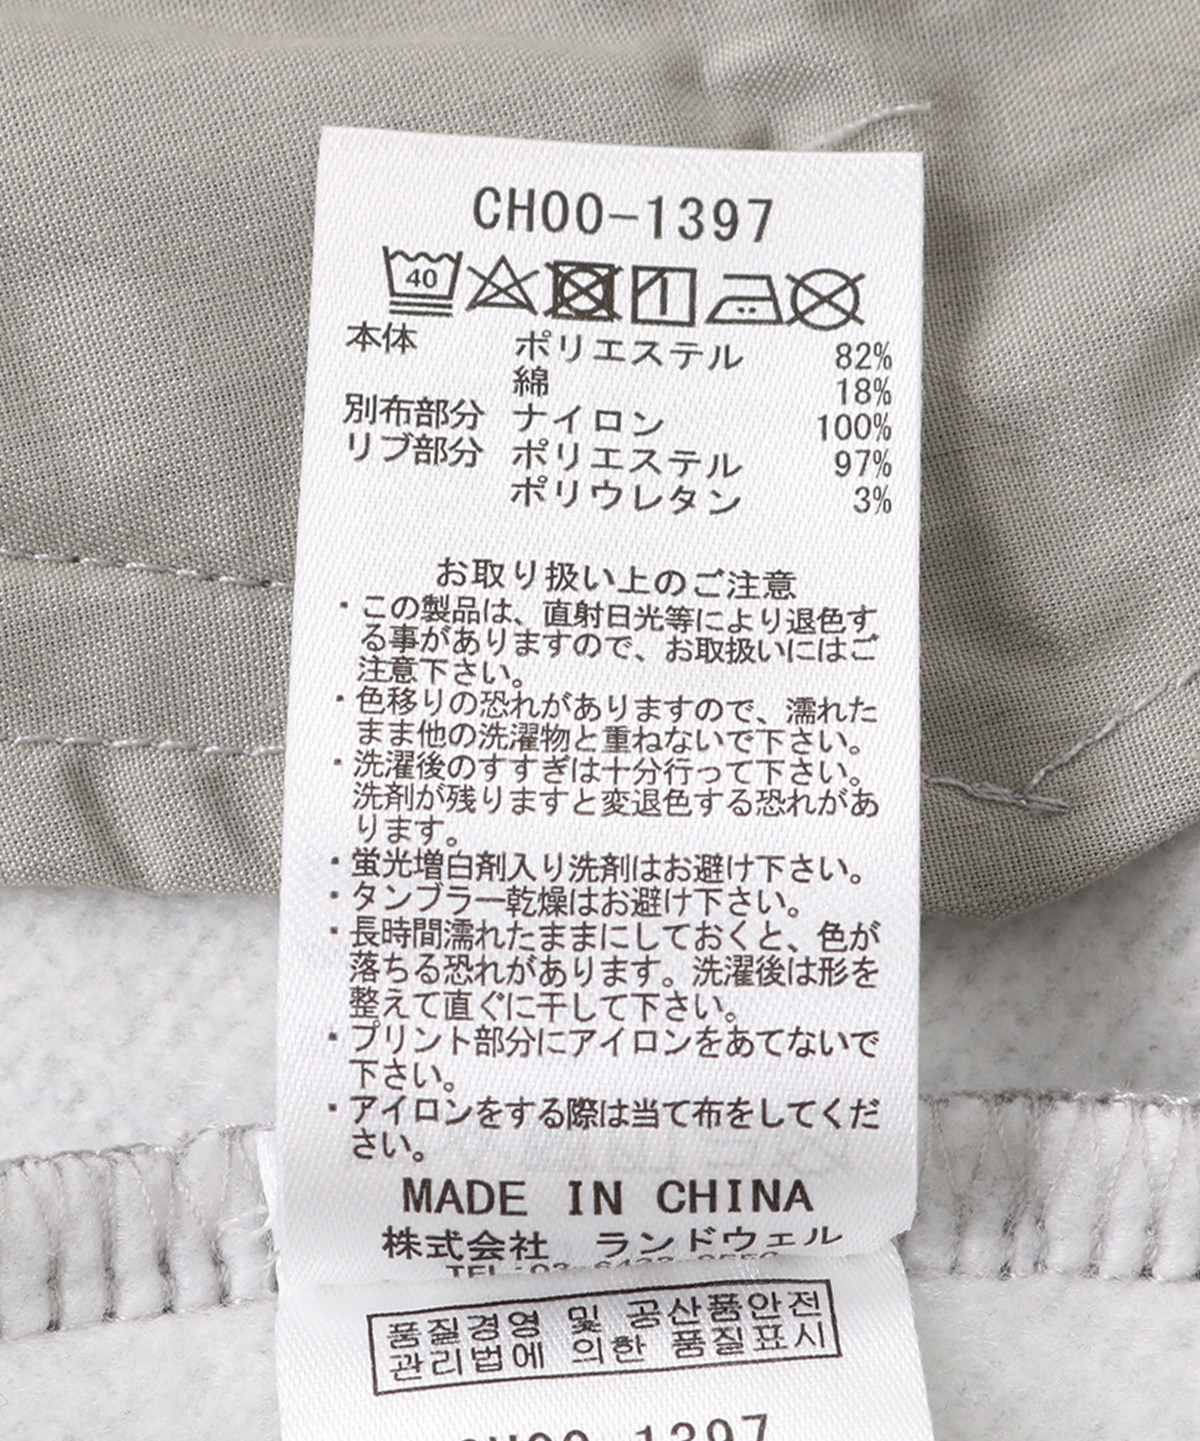 CH00-1397
40
本体 ポリエステル 82%
綿 18%
別布部分 ナイロン 100%
リブ部分 ポリエステル 97%
ポリウレタン 3%
お取り扱い上のご注意
・この製品は、直射日光等により退色す
る事がありますので、お取扱いにはご
注意下さい。
・色移りの恐れがありますので、濡れた
まま他の洗濯物と重ねないで下さい。
・洗濯後のすすぎは十分行って下さい。
洗剤が残りますと変退色する恐れがあ
ります。
・蛍光増白剤入り洗剤はお避け下さい。
・タンブラー乾燥はお避け下さい。
・長時間濡れたままにしておくと、色が
落ちる恐れがあります。洗濯後は形を
整えて直ぐに干して下さい。
・プリント部分にアイロンをあてないで
下さい。
・アイロンをする際は当て布をしてくだ
さい。
MADE IN CHINA
株式会社 ランドウェル
TEL:03
품질경영 및 공산품안전
관리법에 의한 품질표시
CH00-1397